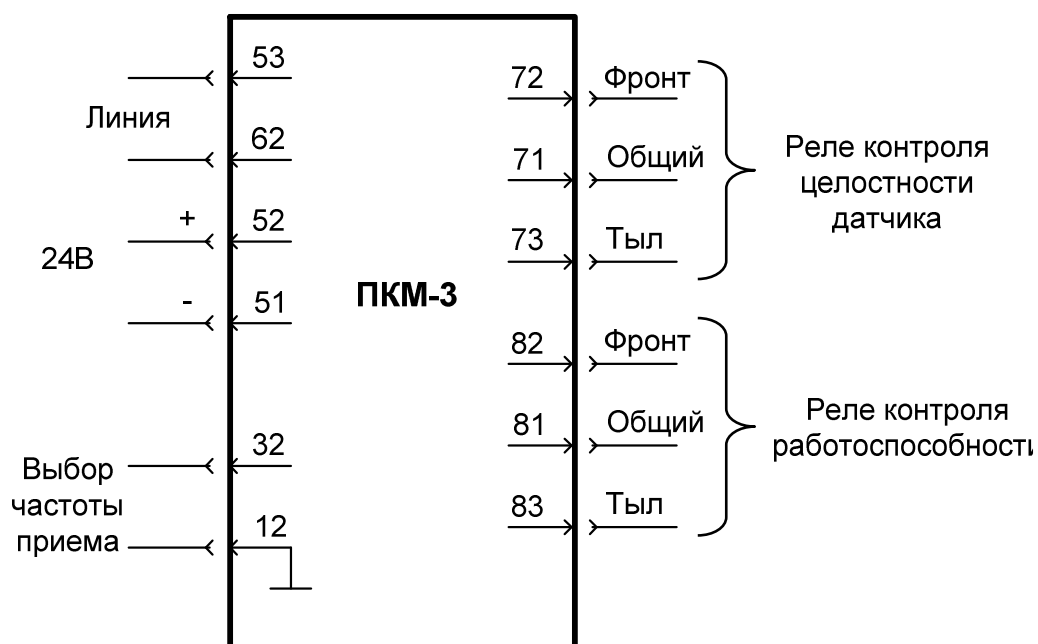 53
Линия
62
+
52
24В
-
51
32
Выбор
частоты
приема
12
ПКМ-3
72
Фронт
71
Общий
73
Тыл
Реле контроля
целостности
датчика
82
Фронт
81
Общий
83
Тыл
Реле контроля
работоспособности